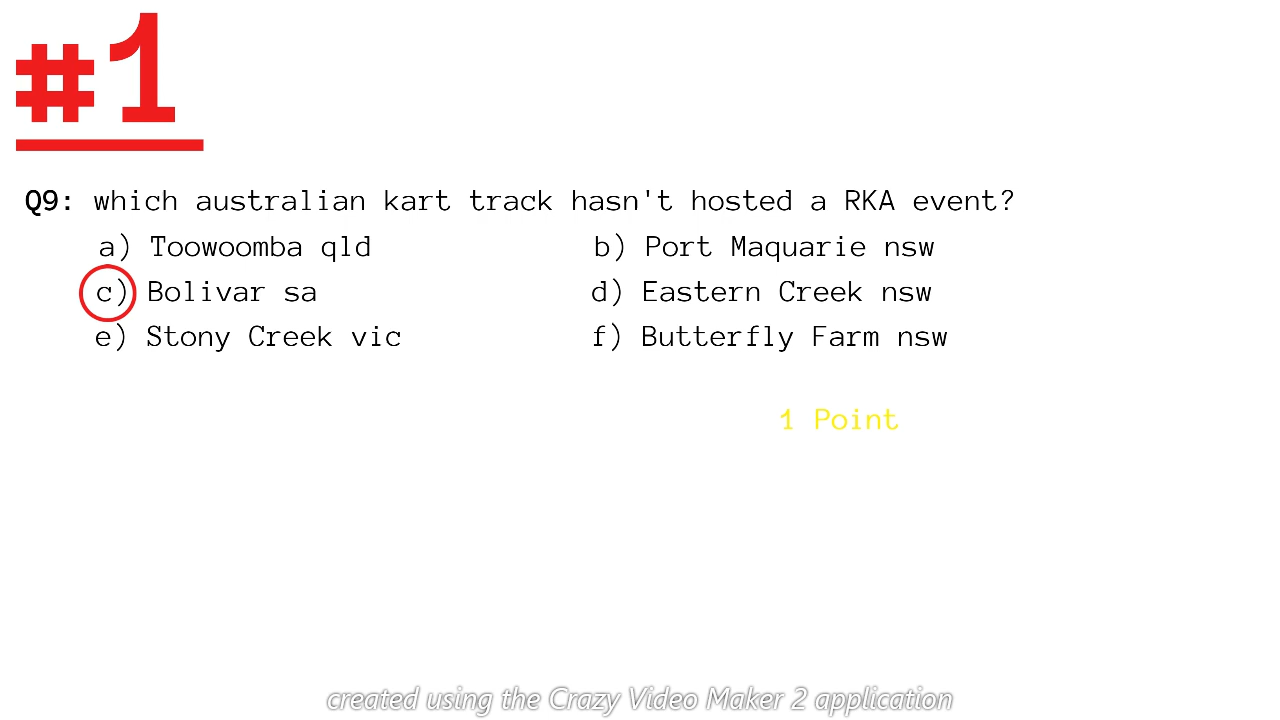 #1
Q9: which australian kart track hasn't hosted a RKA event?
a) Toowoomba qld b) Port Maquarie nsw
c) Bolivar sa d) Eastern Creek nsw
e) Stony Creek vic f) Butterfly Farm nsw
1 Point
created using the Crazy Video Maker 2 application